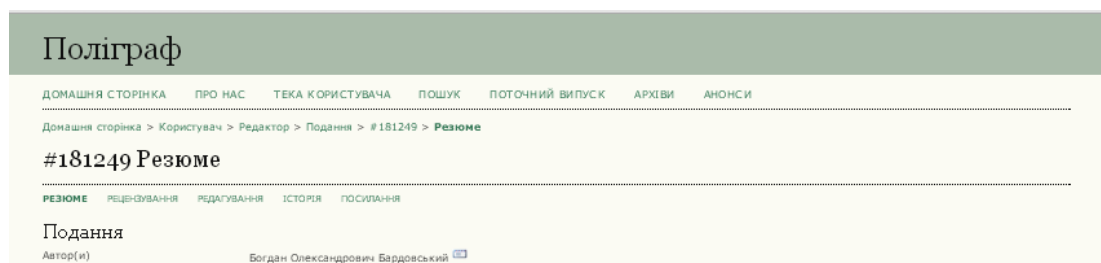 Поліграф
ДОМАШНЯ СТОРІНКА ПРО НАС ТЕКА КОРИСТУВАЧА ПОШУК ПОТОЧНИЙ ВИПУСК АРХІВИ АНОНСИ
Домашня сторінка > Користувач > Редактор > Подання > #181249 > Резюме
#181249 Резюме
РЕЗЮМЕ РЕЦЕНЗУВАННЯ РЕДАГУВАННЯ ІСТОРІЯ ПОСИЛАННЯ
Подання
Автор(и) Богдан Олександрович Бардовський